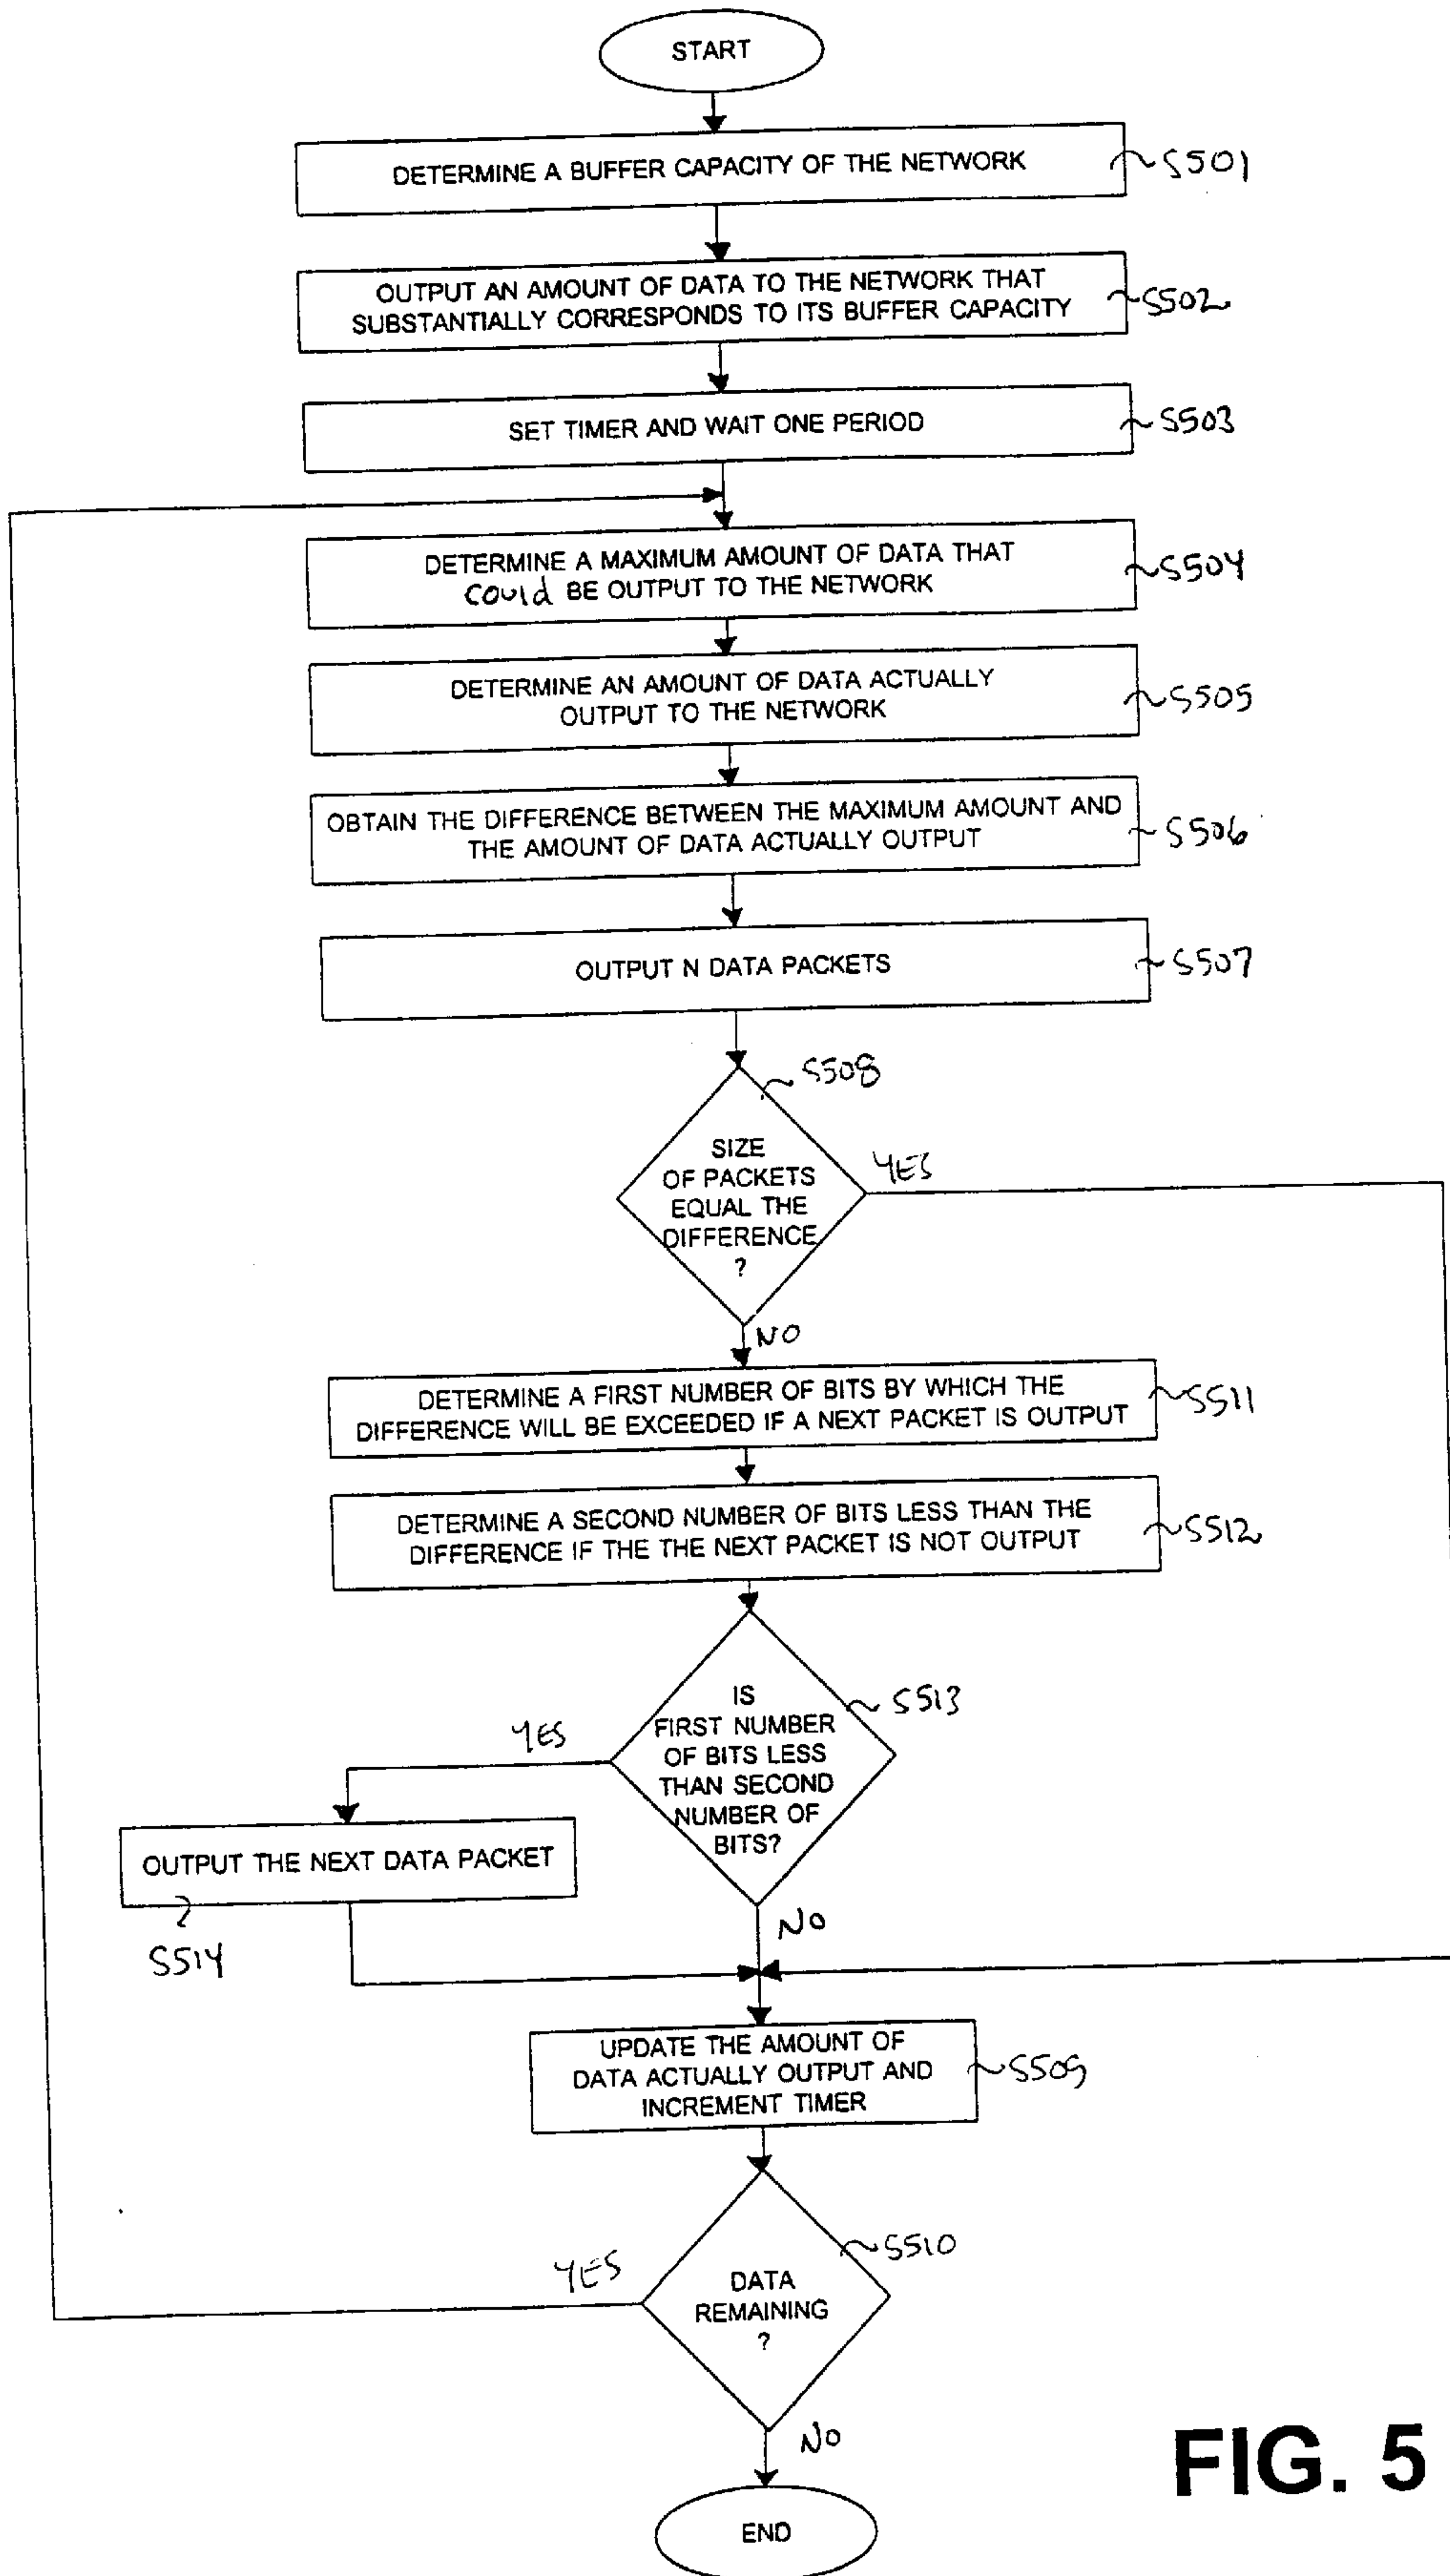 START
DETERMINE A BUFFER CAPACITY OF THE NETWORK
S501
OUTPUT AN AMOUNT OF DATA TO THE NETWORK THAT
SUBSTANTIALLY CORRESPONDS TO ITS BUFFER CAPACITY
S502
SET TIMER AND WAIT ONE PERIOD
S503
DETERMINE A MAXIMUM AMOUNT OF DATA THAT
could BE OUTPUT TO THE NETWORK
S504
DETERMINE AN AMOUNT OF DATA ACTUALLY
OUTPUT TO THE NETWORK
S505
OBTAIN THE DIFFERENCE BETWEEN THE MAXIMUM AMOUNT AND
THE AMOUNT OF DATA ACTUALLY OUTPUT
S506
OUTPUT N DATA PACKETS
S507
S508
SIZE
OF PACKETS
EQUAL THE
DIFFERENCE
?
YES
NO
DETERMINE A FIRST NUMBER OF BITS BY WHICH THE
DIFFERENCE WILL BE EXCEEDED IF A NEXT PACKET IS OUTPUT
S511
DETERMINE A SECOND NUMBER OF BITS LESS THAN THE
DIFFERENCE IF THE THE NEXT PACKET IS NOT OUTPUT
S512
IS
FIRST NUMBER
OF BITS LESS
THAN SECOND
NUMBER OF
BITS?
S513
YES
OUTPUT THE NEXT DATA PACKET
S514
NO
UPDATE THE AMOUNT OF
DATA ACTUALLY OUTPUT AND
INCREMENT TIMER
S509
DATA
REMAINING
?
S510
YES
NO
END
FIG. 5